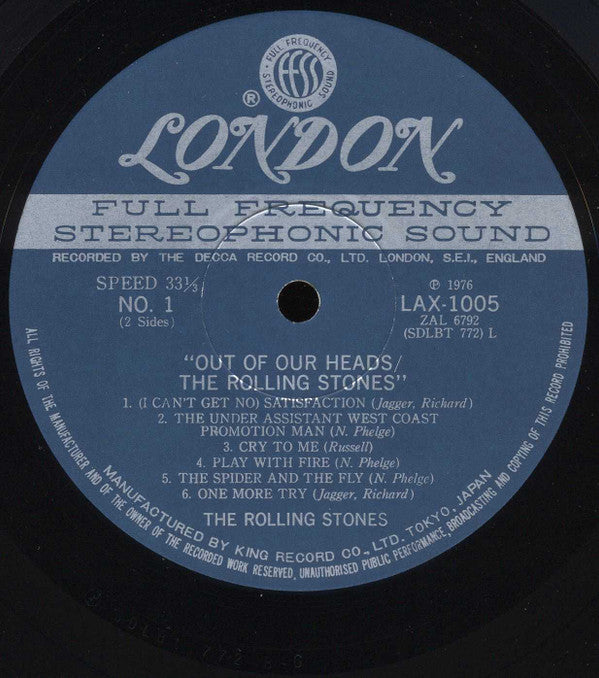 FULL FREQUENCY
FFSS
STEREOPHONIC SOUND
®
LONDON
FULL FREQUENCY
STEREOPHONIC SOUND
RECORDED BY THE DECCA RECORD CO., LTD. LONDON, S.E.I., ENGLAND
SPEED 33⅓
NO. 1
(2 Sides)
℗ 1976
LAX-1005
ZAL 6792
(SDLBT 772) L
"OUT OF OUR HEADS/
THE ROLLING STONES"
1. (I CAN'T GET NO) SATISFACTION (Jagger, Richard)
2. THE UNDER ASSISTANT WEST COAST
PROMOTION MAN (N. Phelge)
3. CRY TO ME (Russell)
4. PLAY WITH FIRE (N. Phelge)
5. THE SPIDER AND THE FLY (N. Phelge)
6. ONE MORE TRY (Jagger, Richard)
THE ROLLING STONES
MANUFACTURED BY KING RECORD CO., LTD. TOKYO, JAPAN
ALL RIGHTS OF THE MANUFACTURER AND OF THE OWNER OF THE RECORDED WORK RESERVED, UNAUTHORISED PUBLIC PERFORMANCE, BROADCASTING AND COPYING OF THIS RECORD PROHIBITED